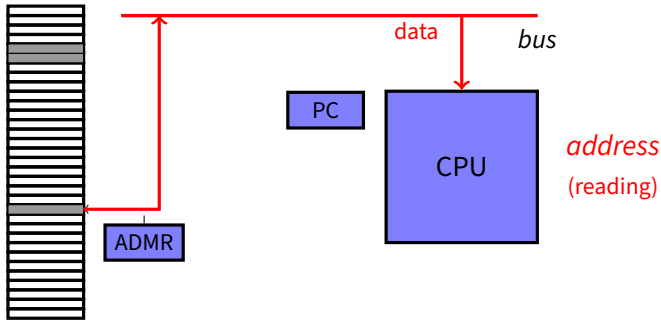 data
bus
PC
CPU
address
(reading)
ADMR